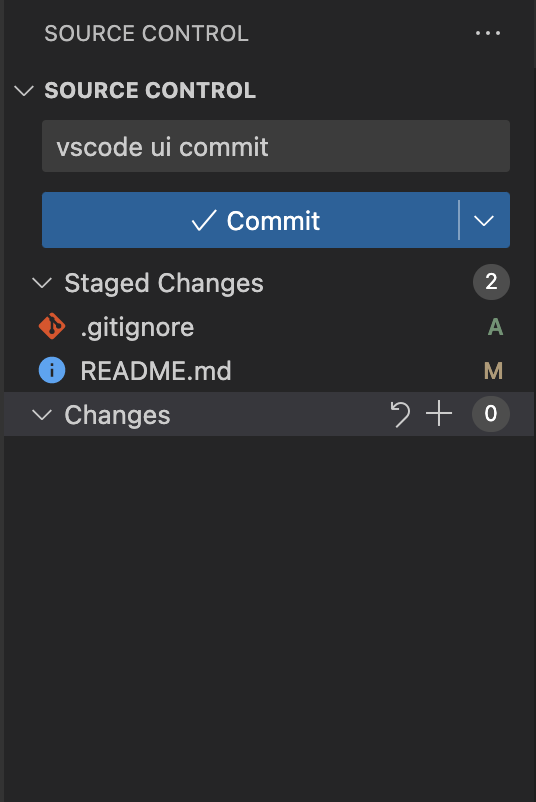 SOURCE CONTROL
SOURCE CONTROL
vscode ui commit
Commit
Staged Changes 2
.gitignore A
README.md M
Changes 0